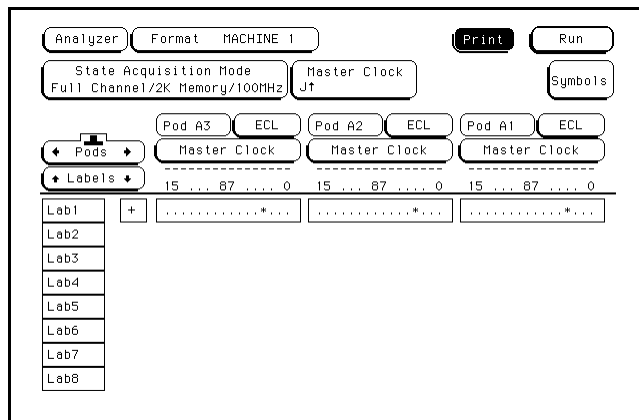 Analyzer Format MACHINE 1 Print Run
State Acquisition Mode
Full Channel/2K Memory/100MHz
Master Clock
J↑
Symbols
Pod A3 ECL Pod A2 ECL Pod A1 ECL
← Pods → Master Clock Master Clock Master Clock
↑ Labels ↓ 15 ... 87 .... 0 15 ... 87 .... 0 15 ... 87 .... 0
Lab1 + ............*... ............*... ............*...
Lab2
Lab3
Lab4
Lab5
Lab6
Lab7
Lab8